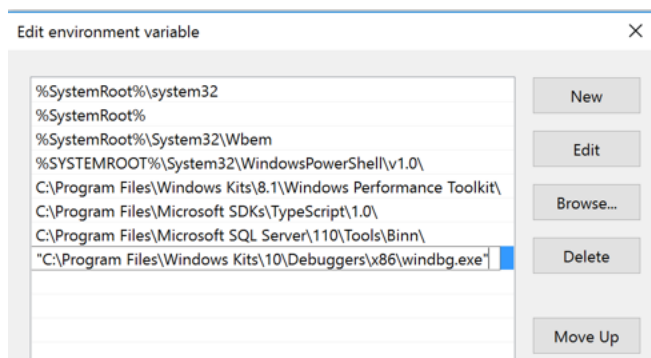 Edit environment variable
%SystemRoot%\system32
%SystemRoot%
%SystemRoot%\System32\Wbem
%SYSTEMROOT%\System32\WindowsPowerShell\v1.0\
C:\Program Files\Windows Kits\8.1\Windows Performance Toolkit\
C:\Program Files\Microsoft SDKs\TypeScript\1.0\
C:\Program Files\Microsoft SQL Server\110\Tools\Binn\
"C:\Program Files\Windows Kits\10\Debuggers\x86\windbg.exe"
New
Edit
Browse...
Delete
Move Up